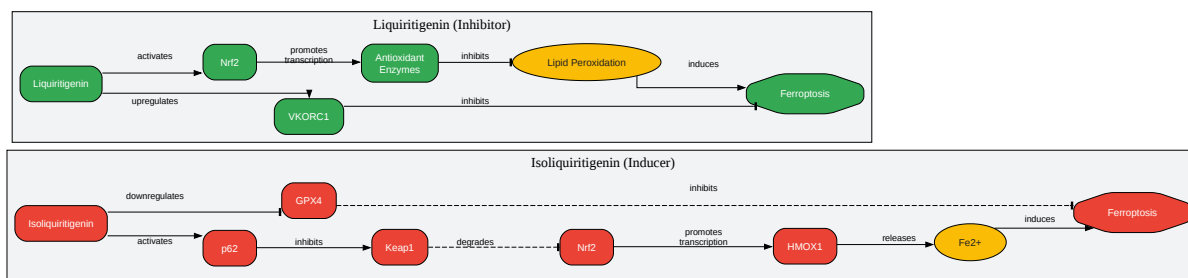 Liquiritigenin (Inhibitor)
Liquiritigenin
activates
upregulates
Nrf2
VKORC1
promotes
transcription
Antioxidant
Enzymes
inhibits
inhibits
Lipid Peroxidation
induces
Ferroptosis
Isoliquiritigenin (Inducer)
Isoliquiritigenin
downregulates
activates
GPX4
p62
inhibits
inhibits
Keap1
degrades
Nrf2
promotes
transcription
HMOX1
releases
Fe2+
induces
Ferroptosis